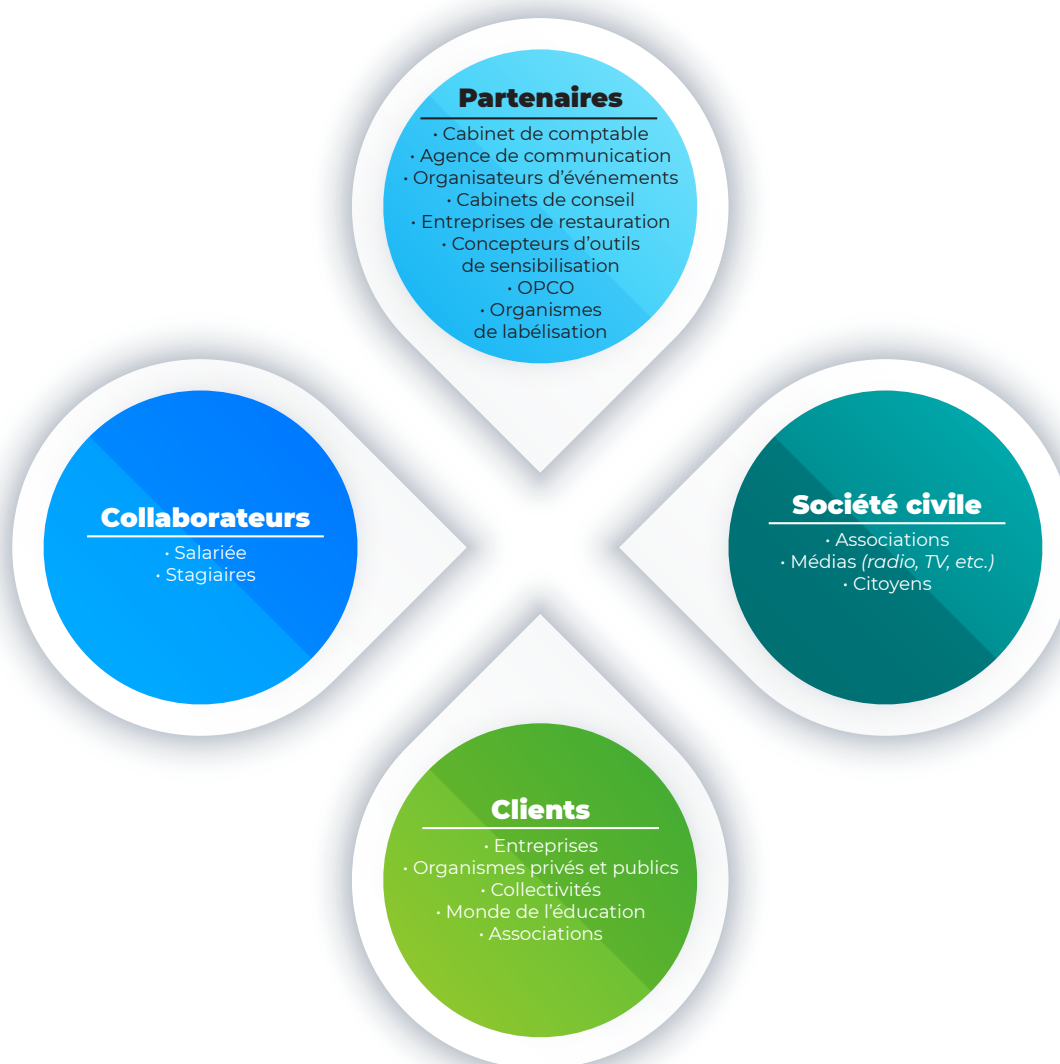 Partenaires
· Cabinet de comptable
· Agence de communication
· Organisateurs d’événements
· Cabinets de conseil
· Entreprises de restauration
· Concepteurs d’outils
de sensibilisation
· OPCO
· Organismes
de labélisation
Collaborateurs
· Salariée
· Stagiaires
Société civile
· Associations
· Médias (radio, TV, etc.)
· Citoyens
Clients
· Entreprises
· Organismes privés et publics
· Collectivités
· Monde de l’éducation
· Associations